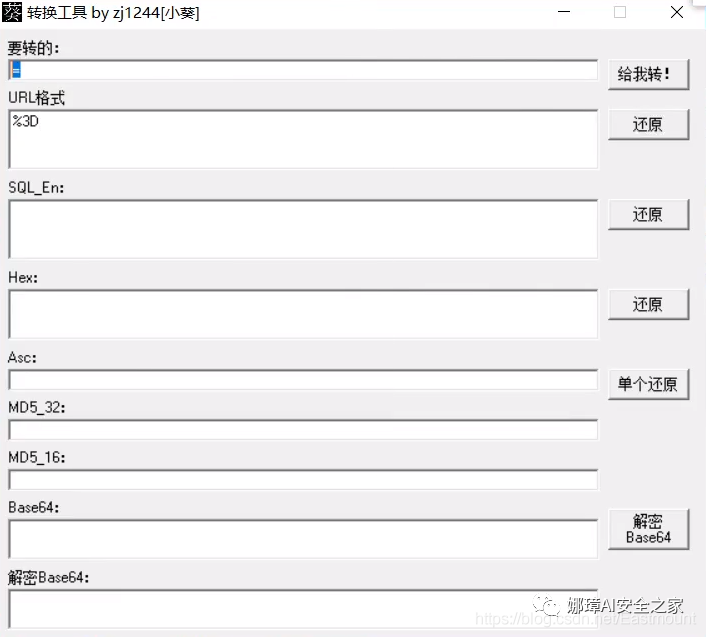 葵 转换工具 by zj1244[小葵]
要转的:
=
给我转!
URL格式
%3D
还原
SQL_En:
还原
Hex:
还原
Asc:
单个还原
MD5_32:
MD5_16:
Base64:
解密
Base64
解密Base64:
娜璋AI安全之家
https://blog.csdn.net/Eastmount